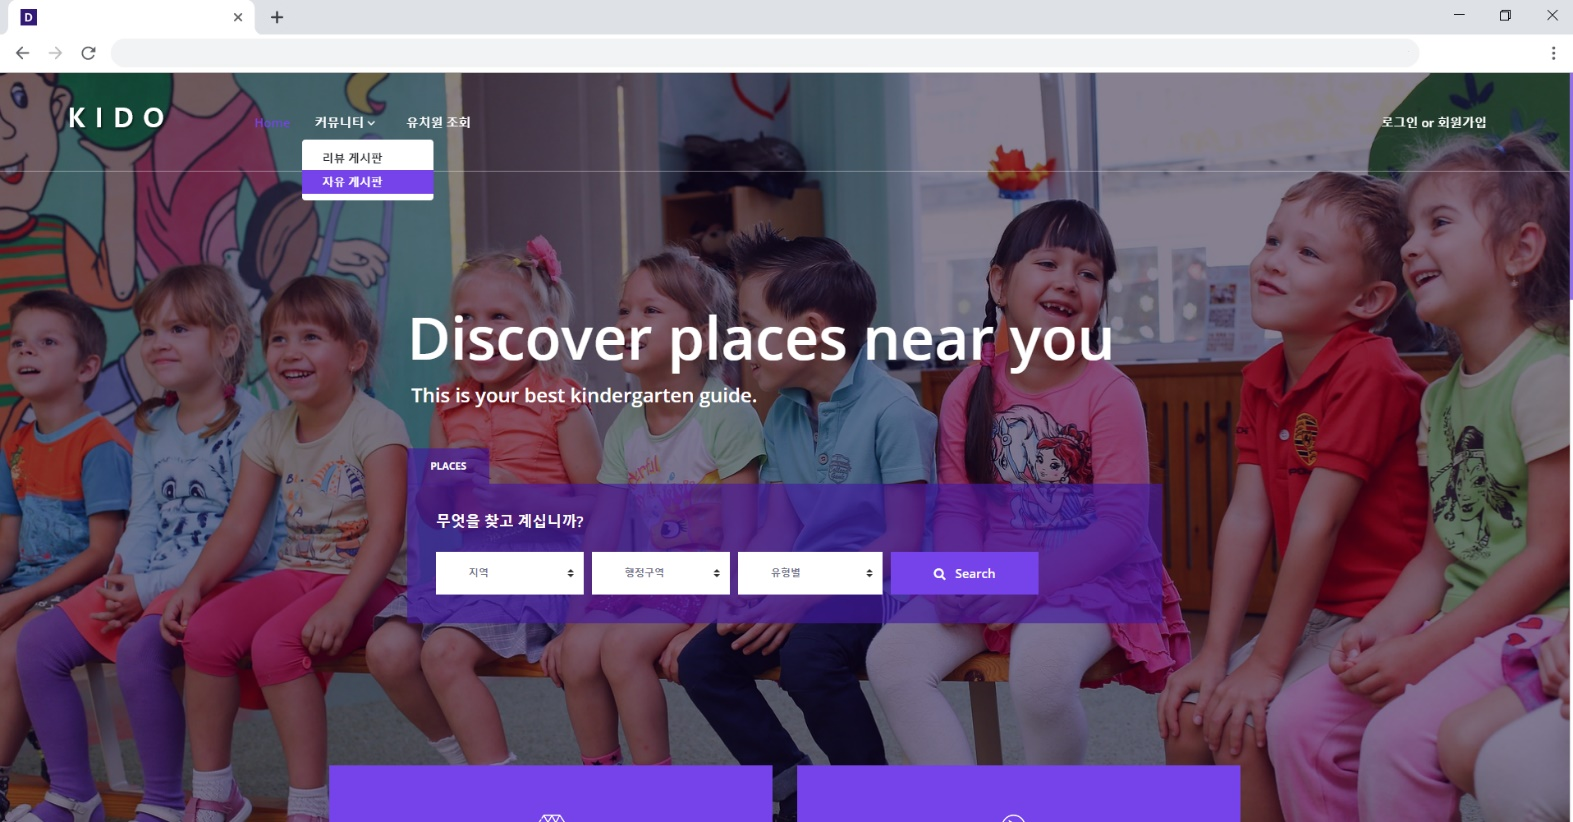 D
KIDO
Home 커뮤니티 유치원 조회 로그인 or 회원가입
리뷰 게시판
자유 게시판
Discover places near you
This is your best kindergarten guide.
PLACES
무엇을 찾고 계십니까?
지역 행정구역 유형별 Search